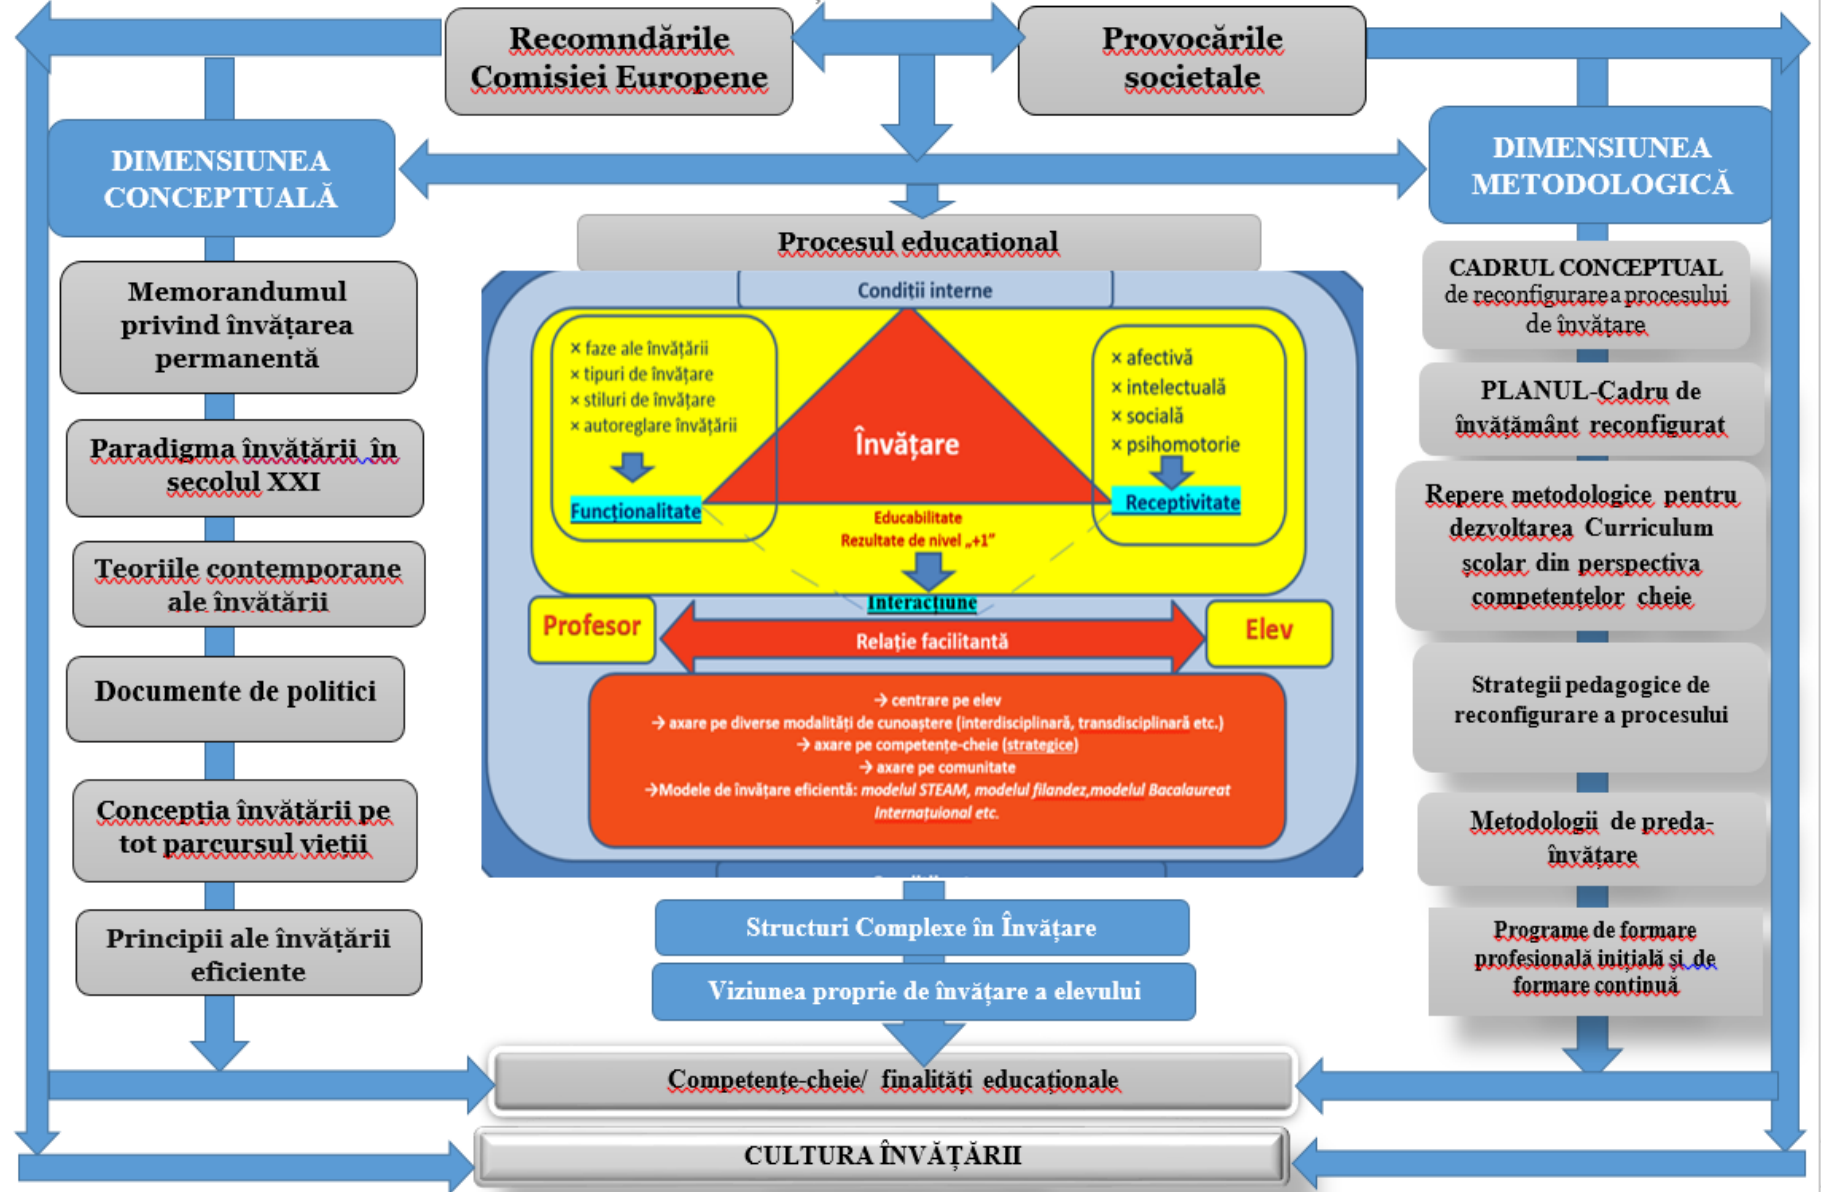 Recomndările
Comisiei Europene
Provocările
societale
DIMENSIUNEA
CONCEPTUALĂ
DIMENSIUNEA
METODOLOGICĂ
Memorandumul
privind învățarea
permanentă
Paradigma învățării în
secolul XXI
Teoriile contemporane
ale învătării
Documente de politici
Concepția învățării pe
tot parcursul vieții
Principii ale învățării
eficiente
Procesul educațional
Condiții interne
× faze ale învățării
× tipuri de învățare
× stiluri de învățare
× autoreglare învățării
Funcționalitate
Învățare
× afectivă
× intelectuală
× socială
× psihomotorie
Receptivitate
Educabilitate
Rezultate de nivel „+1”
Interacțiune
Profesor
Relație facilitantă
Elev
→ centrare pe elev
→ axare pe diverse modalități de cunoaștere (interdisciplinară, transdisciplinară etc.)
→ axare pe competențe-cheie (strategice)
→ axare pe comunitate
→Modele de învățare eficientă: modelul STEAM, modelul filandez,modelul Bacalaureat
Internațuional etc.
Structuri Complexe în Învățare
Viziunea proprie de învățare a elevului
CADRUL CONCEPTUAL
de reconfigurare a procesului
de învățare
PLANUL-Cadru de
învățământ reconfigurat
Repere metodologice pentru
dezvoltarea Curriculum
școlar din perspectiva
competențelor cheie
Strategii pedagogice de
reconfigurare a procesului
Metodologii de preda-
învățare
Programe de formare
profesională inițială și de
formare continuă
Competențe-cheie/ finalități educaționale
CULTURA ÎNVĂȚĂRII